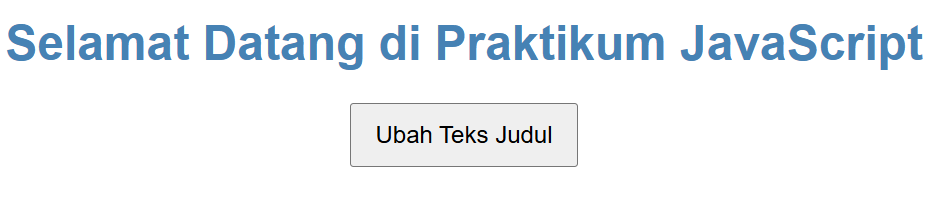 Selamat Datang di Praktikum JavaScript
Ubah Teks Judul